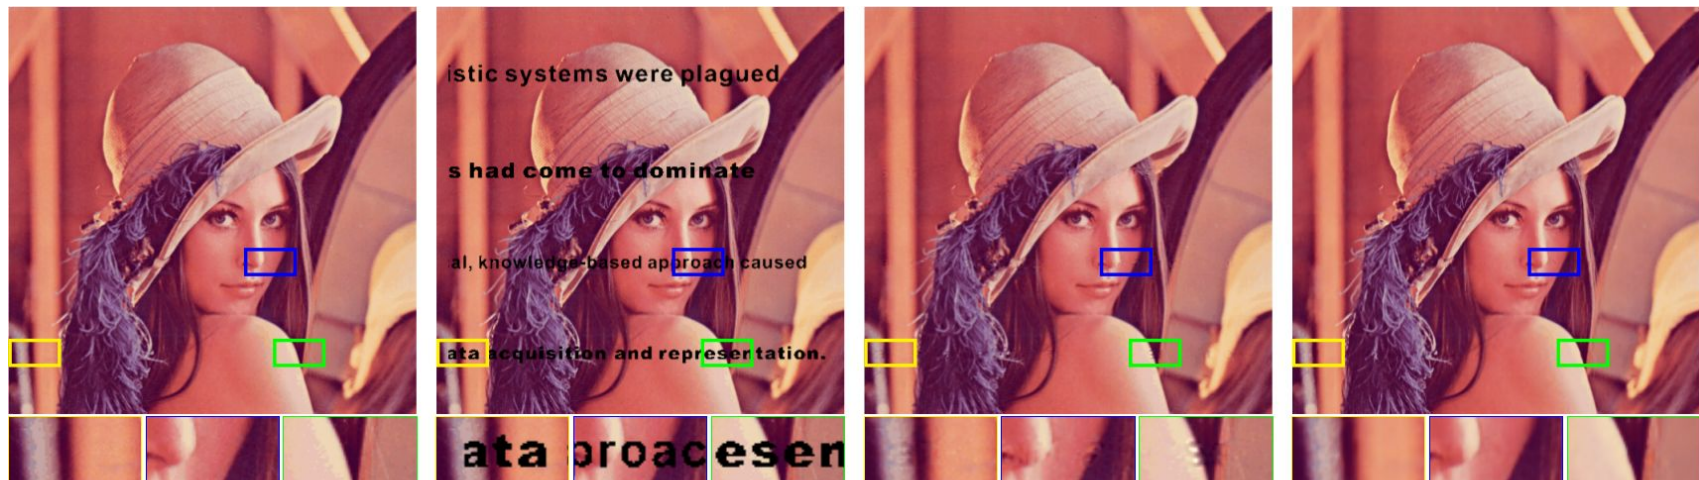 istic systems were plagued
s had come to dominate
al, knowledge-based approach caused
ata acquisition and representation.
ata proac esen